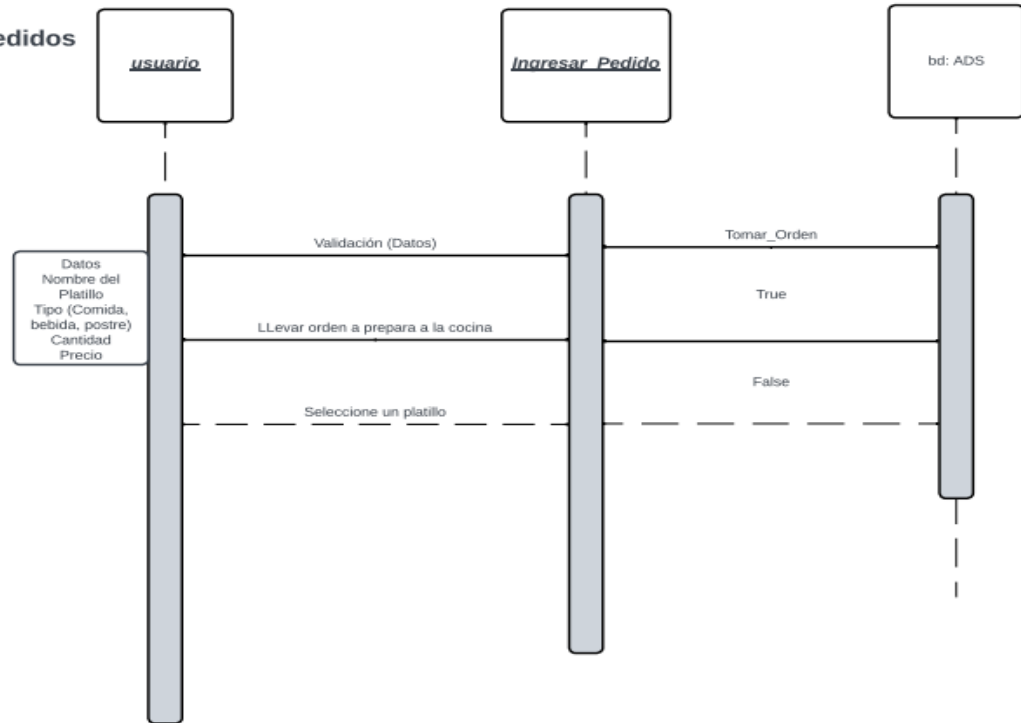 edidos
usuario
Ingresar_Pedido
bd: ADS
Validación (Datos)
Tomar_Orden
Datos
Nombre del
Platillo
Tipo (Comida,
bebida, postre)
Cantidad
Precio
True
LLevar orden a prepara a la cocina
False
Seleccione un platillo